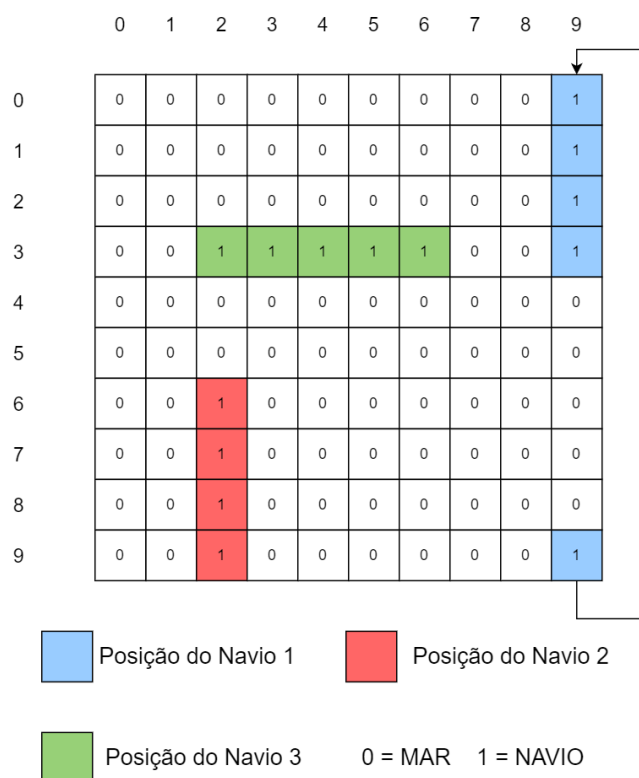 0 1 2 3 4 5 6 7 8 9
0 0 0 0 0 0 0 0 0 0 1
1 0 0 0 0 0 0 0 0 0 1
2 0 0 0 0 0 0 0 0 0 1
3 0 0 1 1 1 1 1 0 0 1
4 0 0 0 0 0 0 0 0 0 0
5 0 0 0 0 0 0 0 0 0 0
6 0 0 1 0 0 0 0 0 0 0
7 0 0 1 0 0 0 0 0 0 0
8 0 0 1 0 0 0 0 0 0 0
9 0 0 1 0 0 0 0 0 0 1
Posição do Navio 1 Posição do Navio 2
Posição do Navio 3 0 = MAR 1 = NAVIO